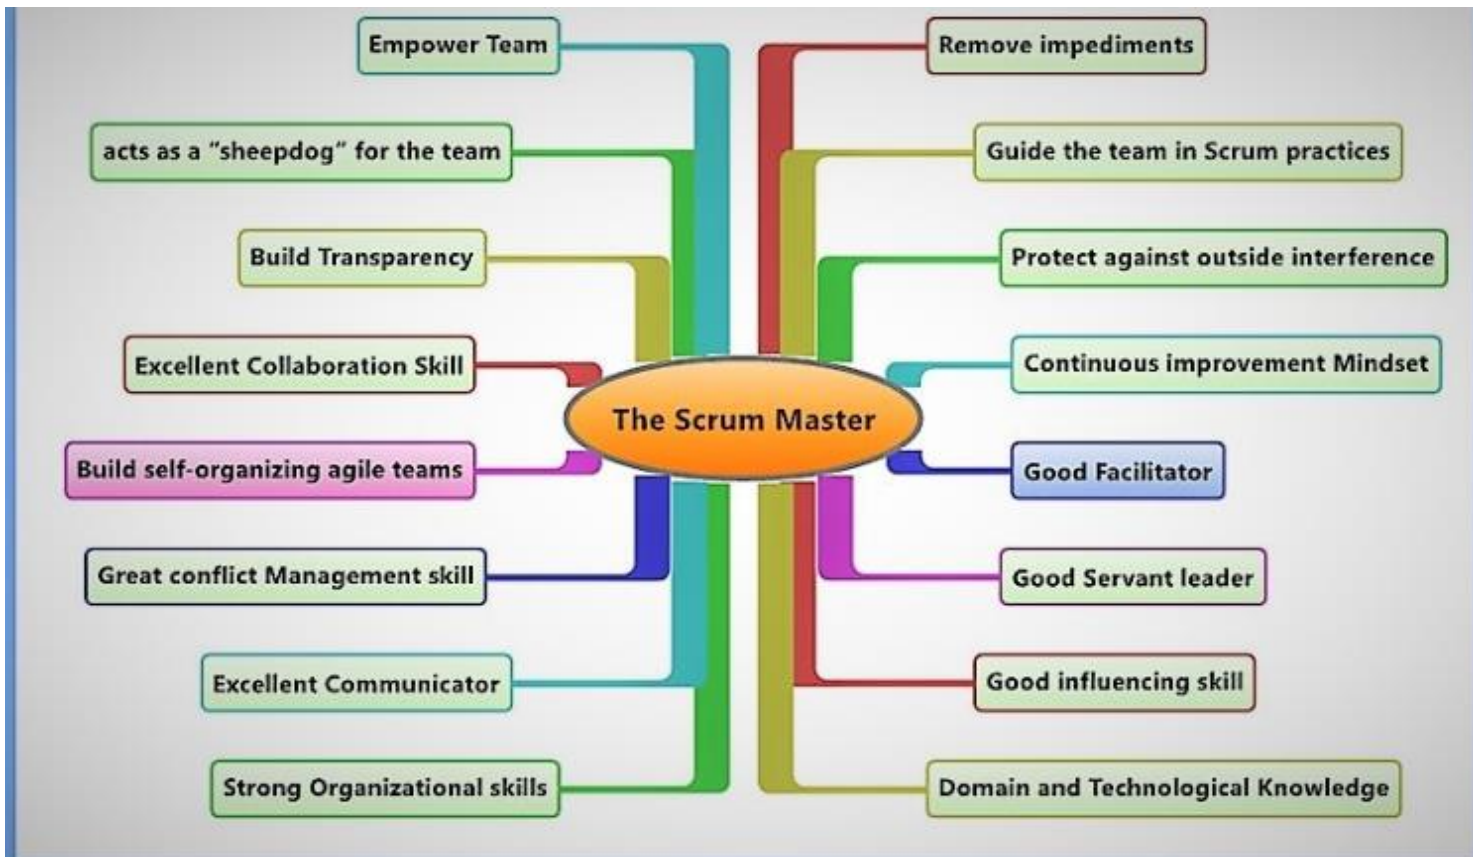 Empower Team
acts as a “sheepdog” for the team
Build Transparency
Excellent Collaboration Skill
Build self-organizing agile teams
Great conflict Management skill
Excellent Communicator
Strong Organizational skills
The Scrum Master
Remove impediments
Guide the team in Scrum practices
Protect against outside interference
Continuous improvement Mindset
Good Facilitator
Good Servant leader
Good influencing skill
Domain and Technological Knowledge